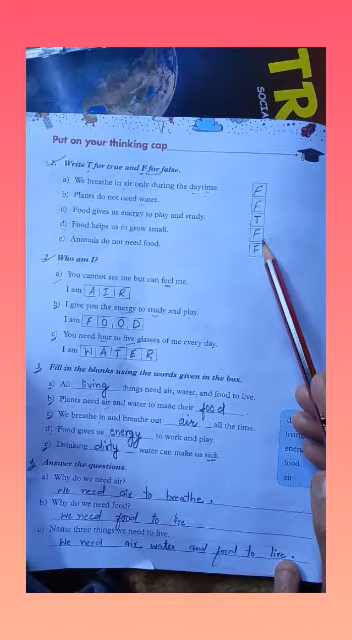 TR
SOCIA
Put on your thinking cap
1. Write T for true and F for false.
a) We breathe in air only during the daytime. F
b) Plants do not need water. F
c) Food gives us energy to play and study. T
d) Food helps us to grow small. F
e) Animals do not need food. F
2. Who am I?
a) You cannot see me but can feel me.
I am A I R
b) I give you the energy to study and play.
I am F O O D
c) You need four to five glasses of me every day.
I am W A T E R
3. Fill in the blanks using the words given in the box.
a) All living things need air, water, and food to live.
b) Plants need air and water to make their food.
c) We breathe in and breathe out air all the time.
d) Food gives us energy to work and play.
e) Drinking dirty water can make us sick.
d
living
energ
food
air
4. Answer the questions.
a) Why do we need air?
We need air to breathe.
b) Why do we need food?
We need food to live
c) Name three things we need to live.
We need air, water and food to live.